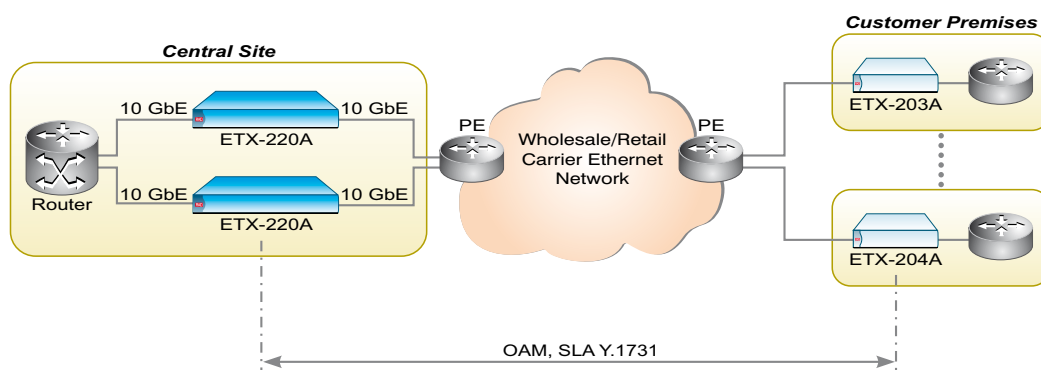 Central Site
10 GbE
10 GbE
ETX-220A
Router
10 GbE
10 GbE
ETX-220A
PE
Wholesale/Retail
Carrier Ethernet
Network
PE
Customer Premises
ETX-203A
ETX-204A
OAM, SLA Y.1731